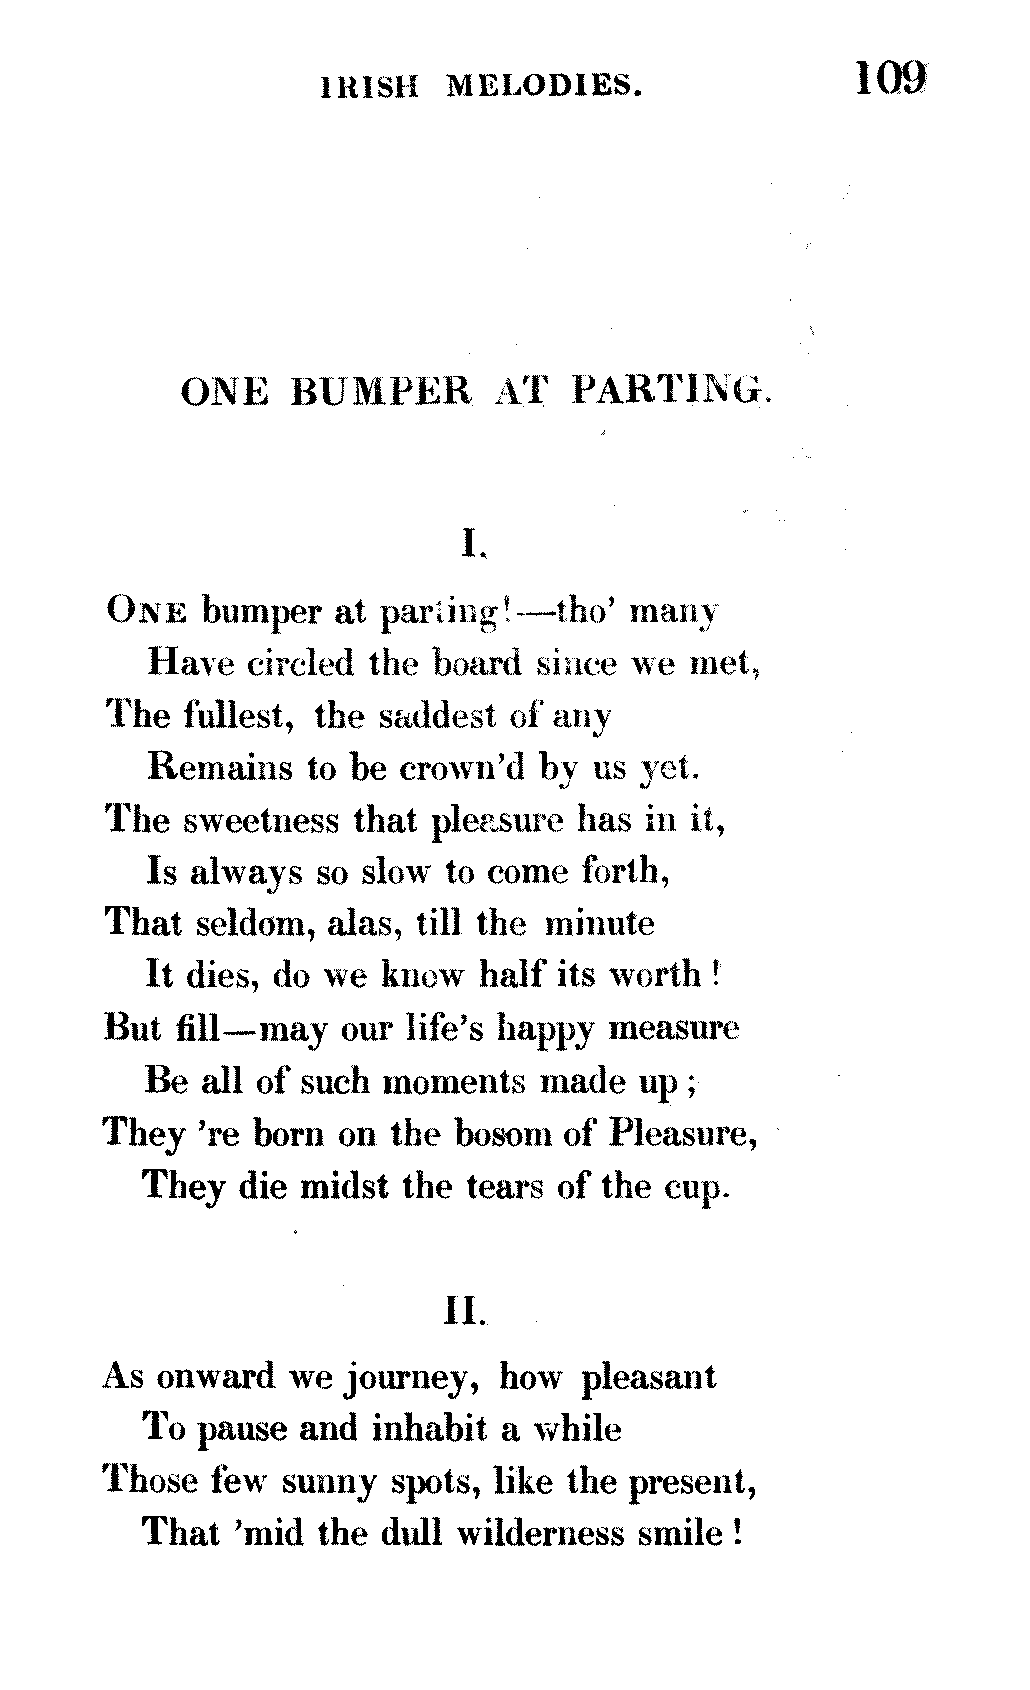 IRISH MELODIES. 109
ONE BUMPER AT PARTING.
I.
ONE bumper at parting!—tho' many
Have circled the board since we met,
The fullest, the saddest of any
Remains to be crown'd by us yet.
The sweetness that pleasure has in it,
Is always so slow to come forth,
That seldom, alas, till the minute
It dies, do we know half its worth!
But fill—may our life's happy measure
Be all of such moments made up;
They 're born on the bosom of Pleasure,
They die midst the tears of the cup.
II.
As onward we journey, how pleasant
To pause and inhabit a while
Those few sunny spots, like the present,
That 'mid the dull wilderness smile!